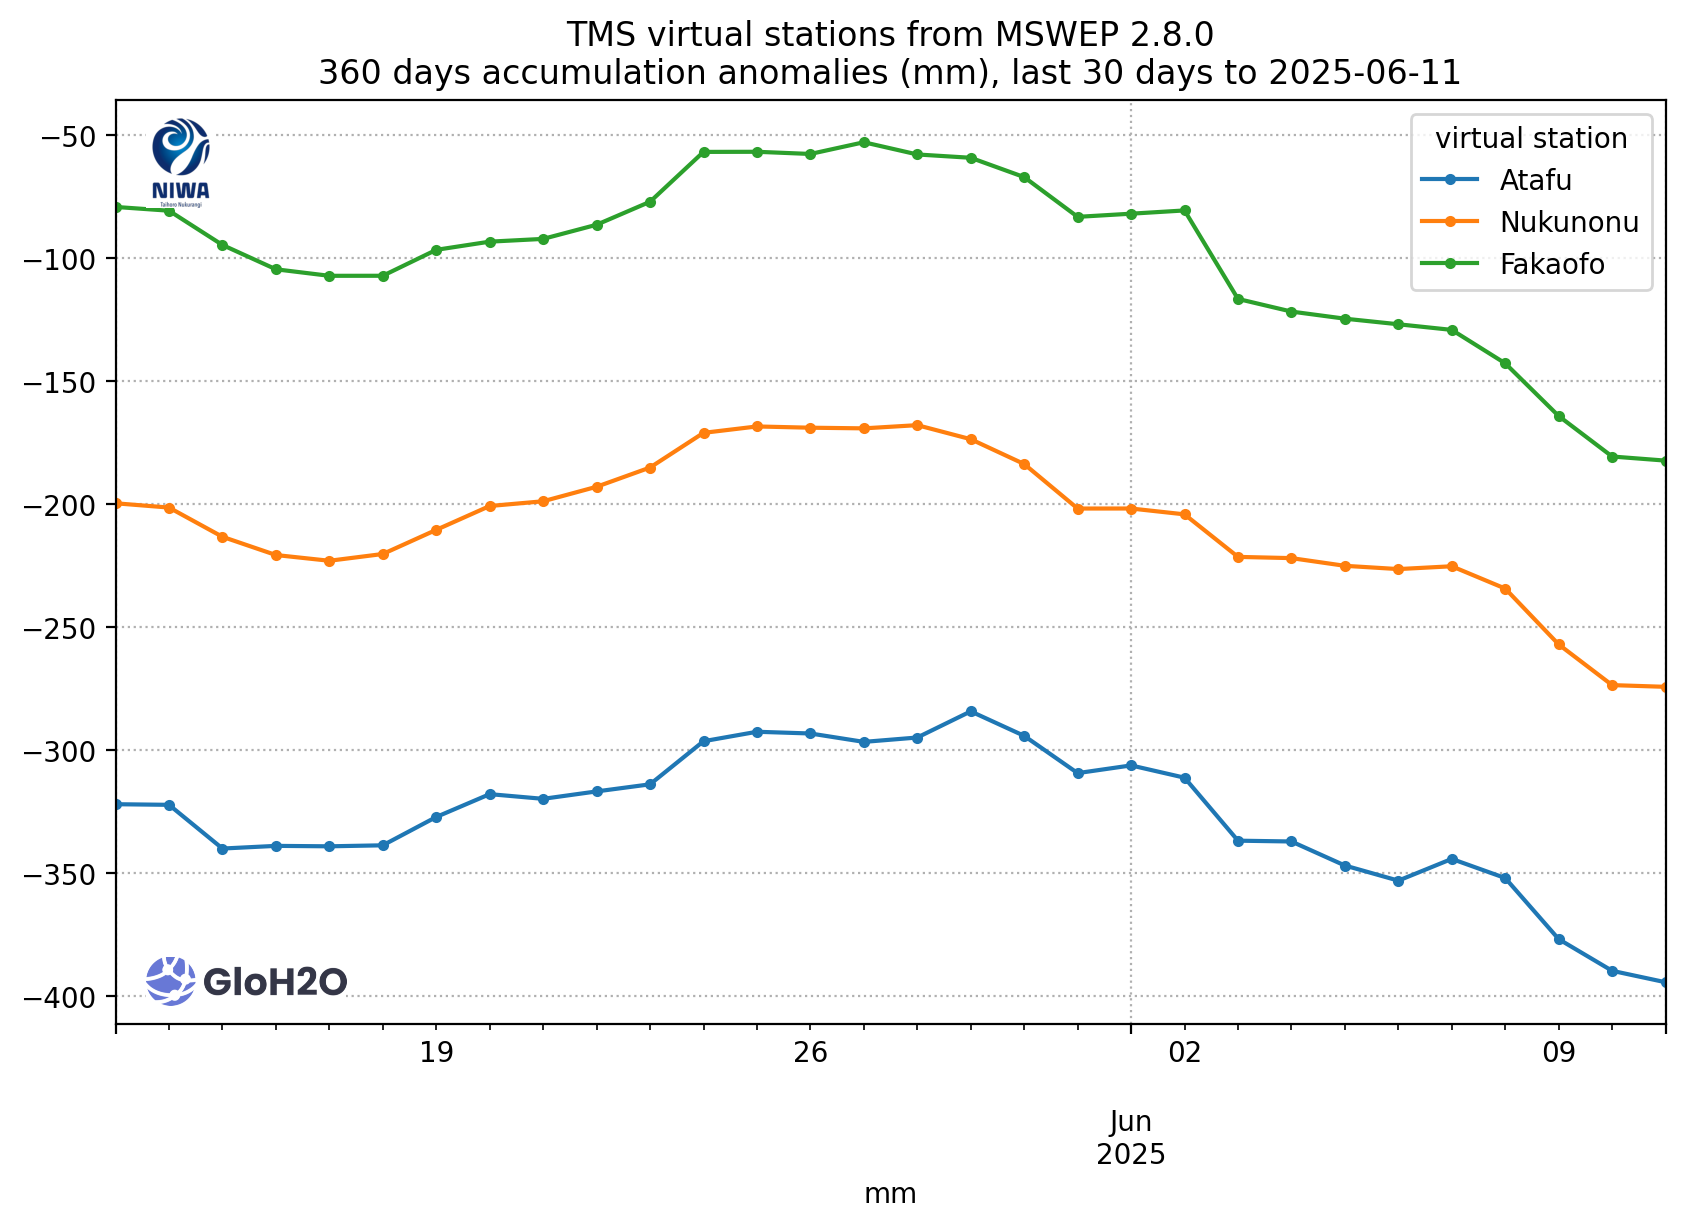 TMS virtual stations from MSWEP 2.8.0
360 days accumulation anomalies (mm), last 30 days to 2025-06-11
NIWA
Taihoro Nukurangi
virtual station
Atafu
Nukunonu
Fakaofo
−50
−100
−150
−200
−250
−300
−350
−400
GloH2O
19 26 02 09
Jun
2025
mm